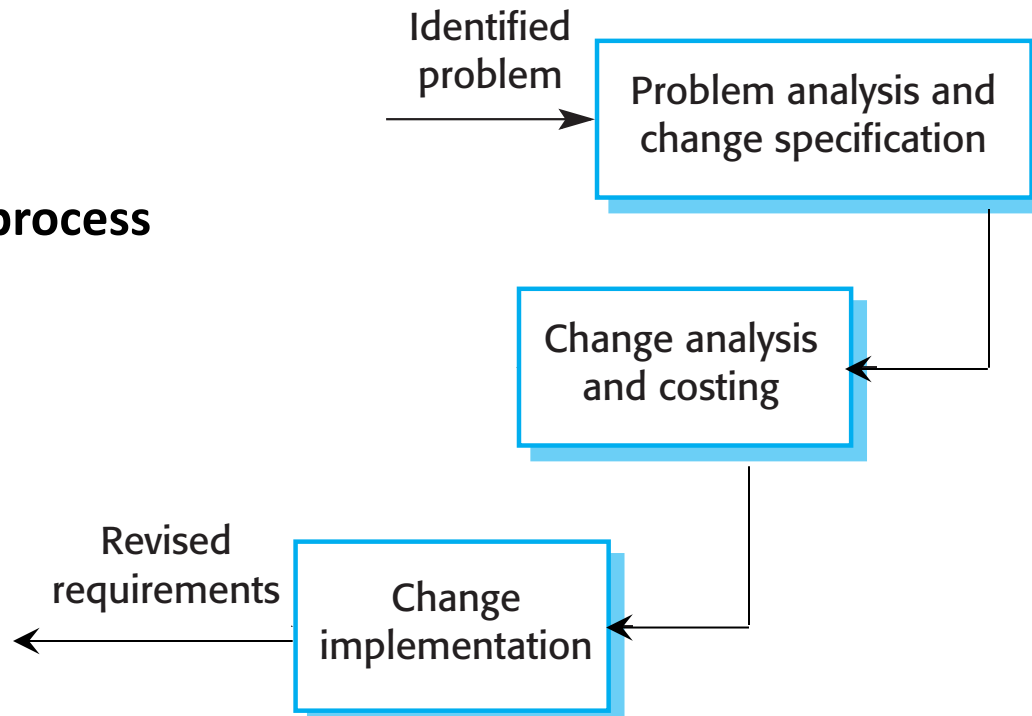 Identified
problem
Problem analysis and
change specification
process
Change analysis
and costing
Revised
requirements
Change
implementation